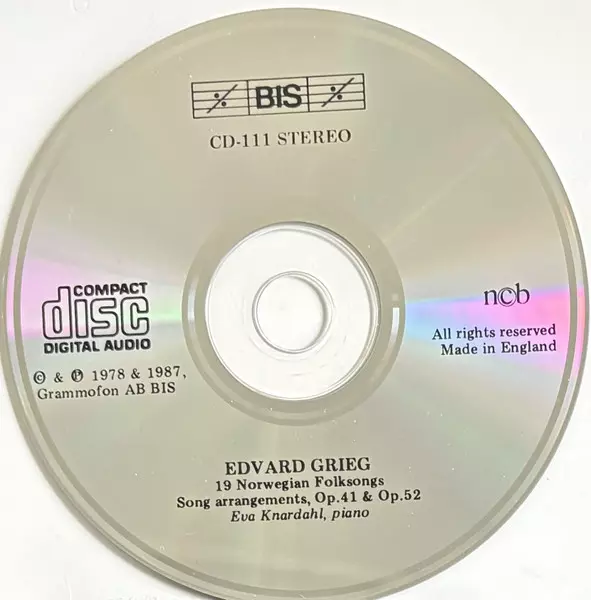 BIS
CD-111 STEREO
COMPACT
disc
DIGITAL AUDIO
ncb
All rights reserved
Made in England
© & ℗ 1978 & 1987,
Grammofon AB BIS
EDVARD GRIEG
19 Norwegian Folksongs
Song arrangements, Op.41 & Op.52
Eva Knardahl, piano